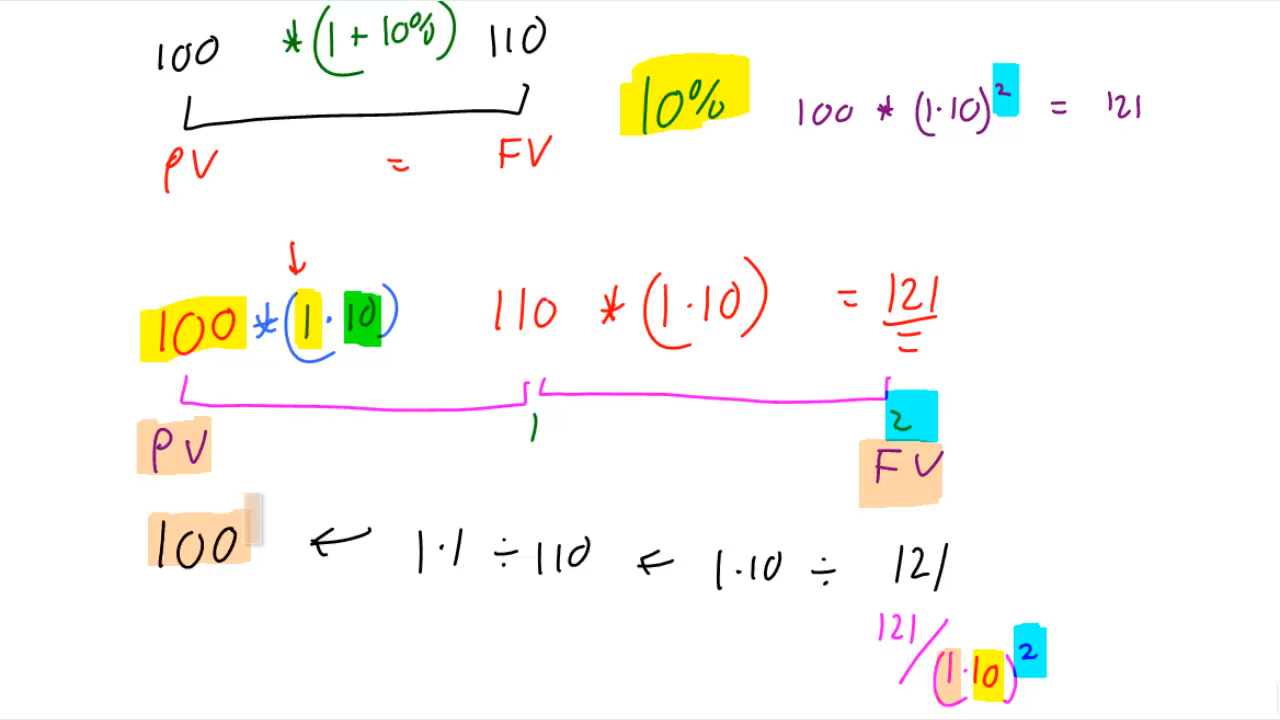 100 *(1 + 10%) 110
PV = FV
10% 100 * (1·10)² = 121
100 *(1·10) 110 * (1·10) = 121
1 2
PV FV
100 ← 1·1 ÷ 110 ← 1·10 ÷ 121
121/(1·10)²